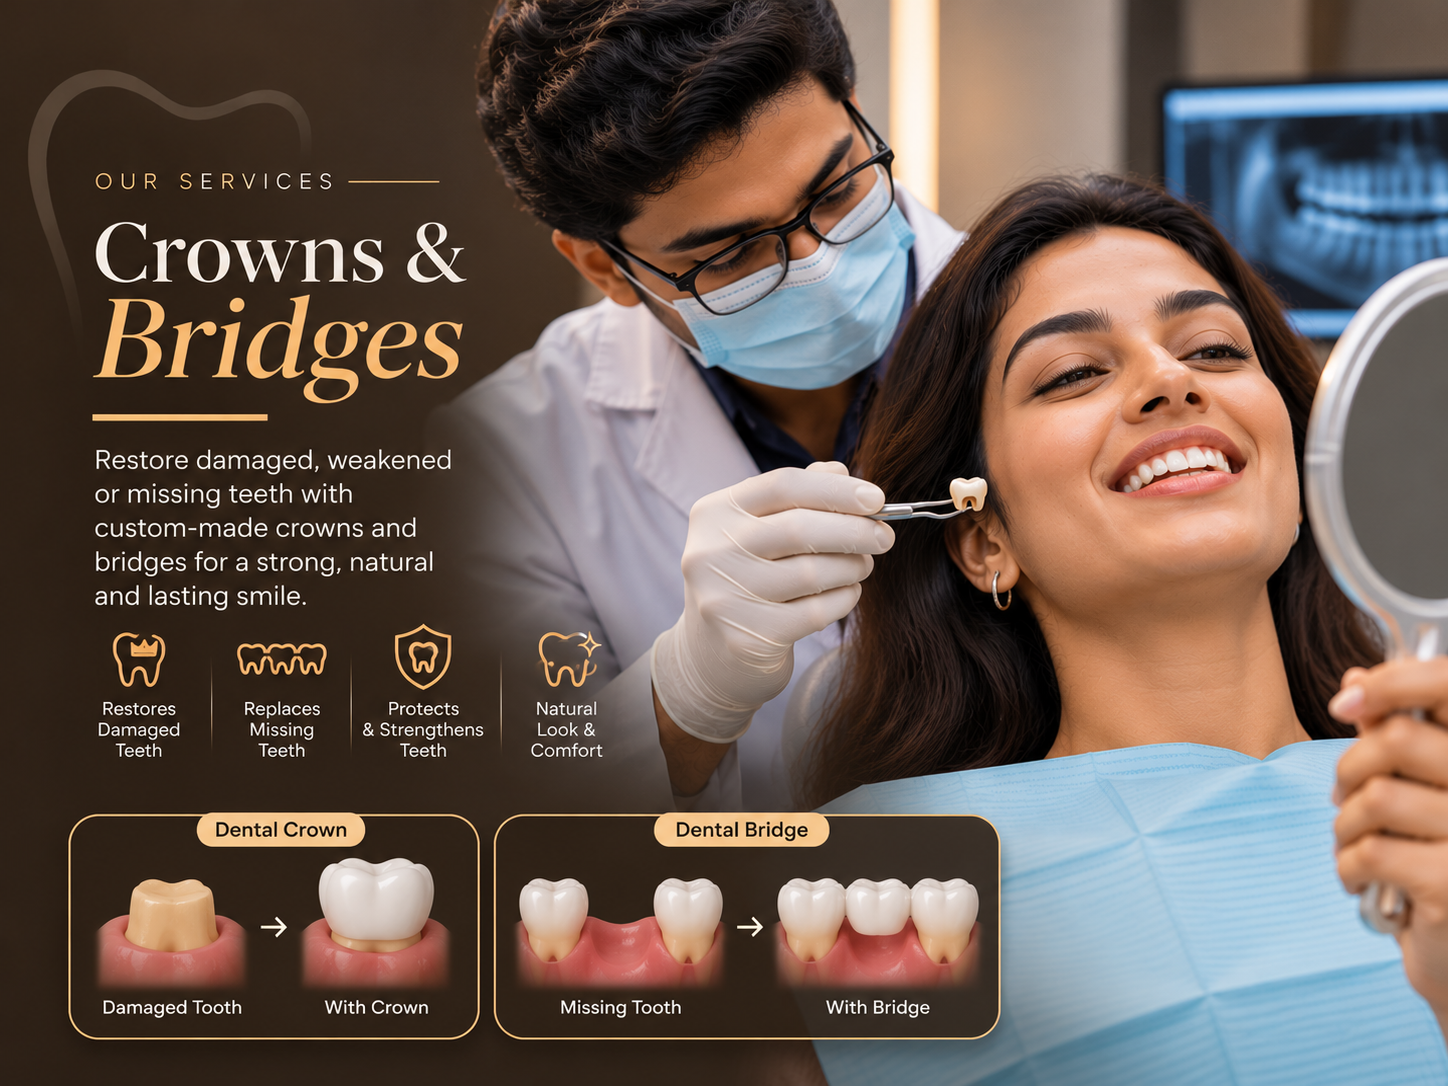 OUR SERVICES
Crowns &
Bridges
Restore damaged, weakened
or missing teeth with
custom-made crowns and
bridges for a strong, natural
and lasting smile.
Restores
Damaged
Teeth
Replaces
Missing
Teeth
Protects
& Strengthens
Teeth
Natural
Look &
Comfort
Dental Crown
Damaged Tooth
With Crown
Dental Bridge
Missing Tooth
With Bridge